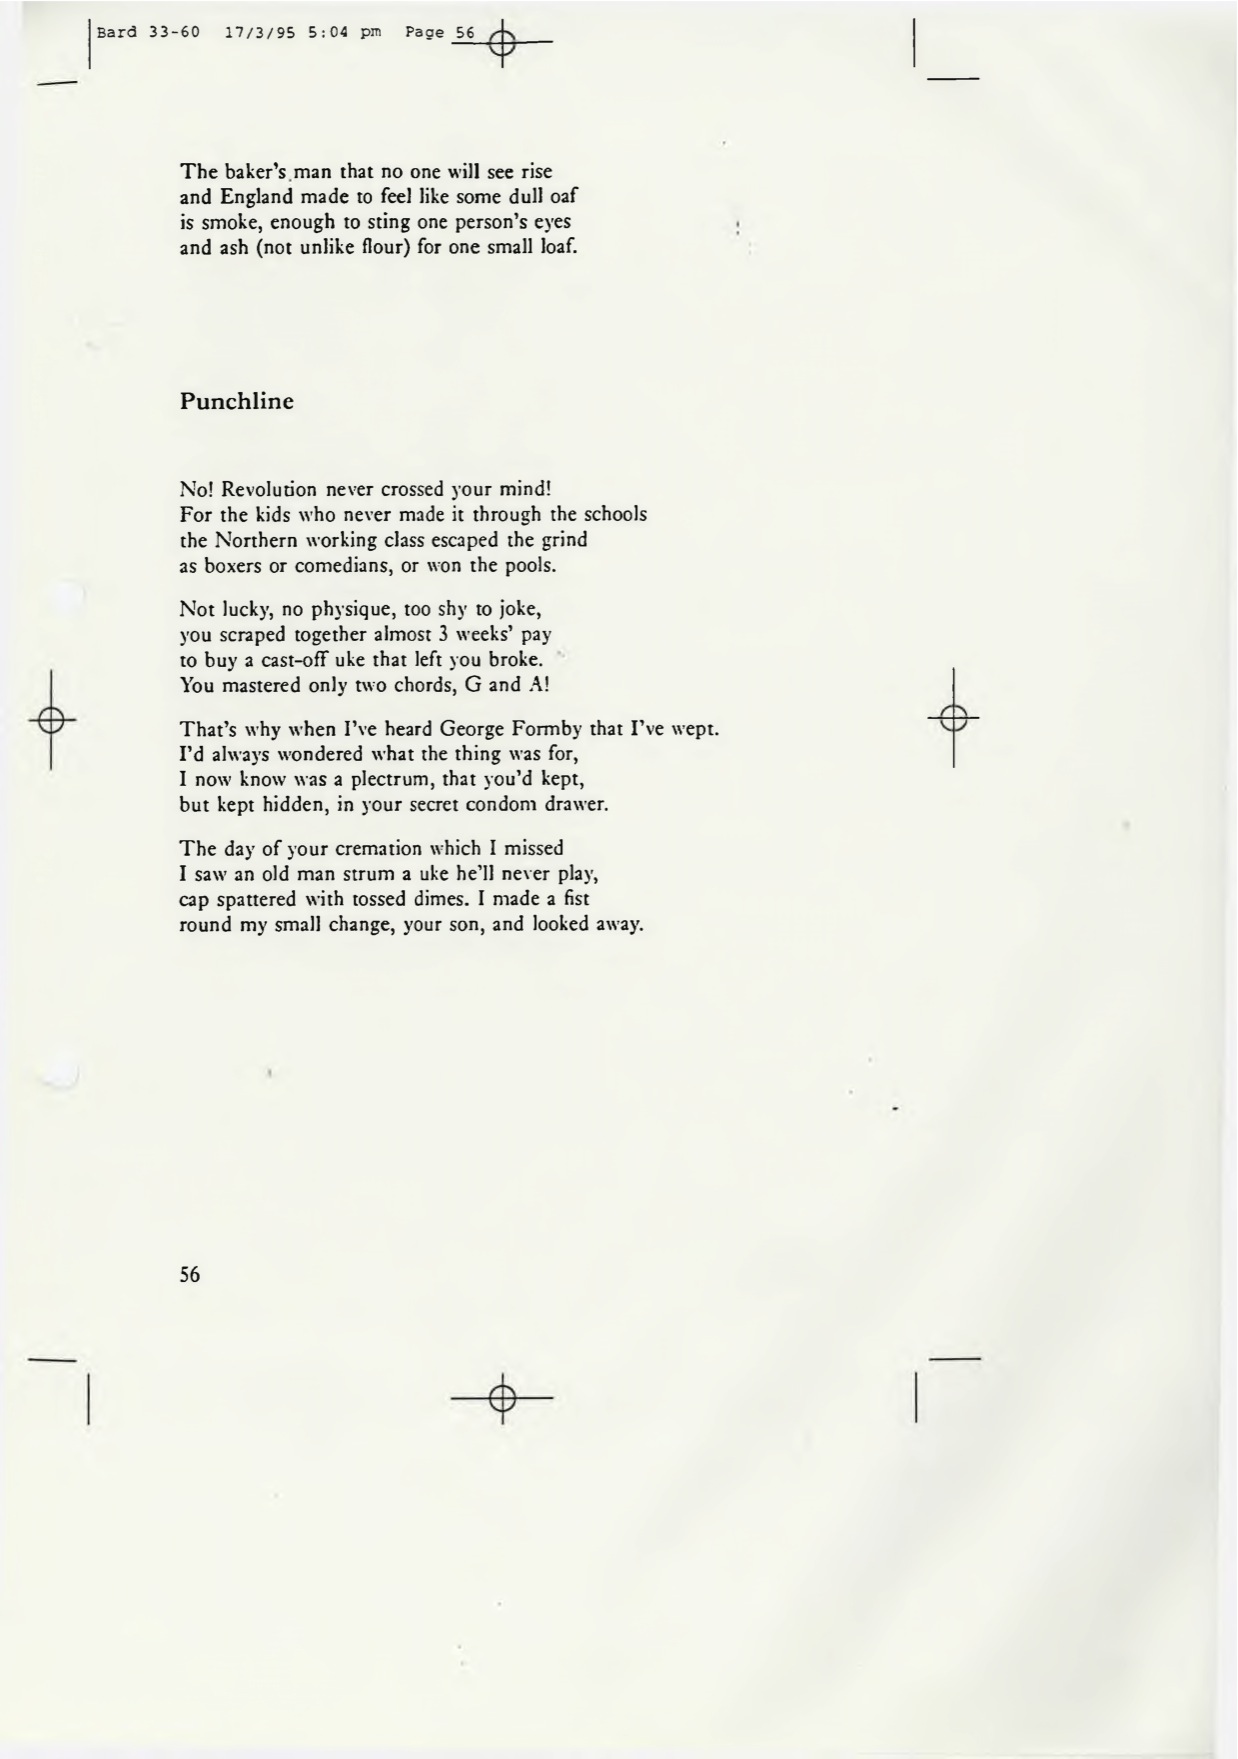 Bard 33-60 17/3/95 5:04 pm Page 56
The baker's man that no one will see rise
and England made to feel like some dull oaf
is smoke, enough to sting one person's eyes
and ash (not unlike flour) for one small loaf.
Punchline
No! Revolution never crossed your mind!
For the kids who never made it through the schools
the Northern working class escaped the grind
as boxers or comedians, or won the pools.
Not lucky, no physique, too shy to joke,
you scraped together almost 3 weeks' pay
to buy a cast-off uke that left you broke.
You mastered only two chords, G and A!
That's why when I've heard George Formby that I've wept.
I'd always wondered what the thing was for,
I now know was a plectrum, that you'd kept,
but kept hidden, in your secret condom drawer.
The day of your cremation which I missed
I saw an old man strum a uke he'll never play,
cap spattered with tossed dimes. I made a fist
round my small change, your son, and looked away.
56